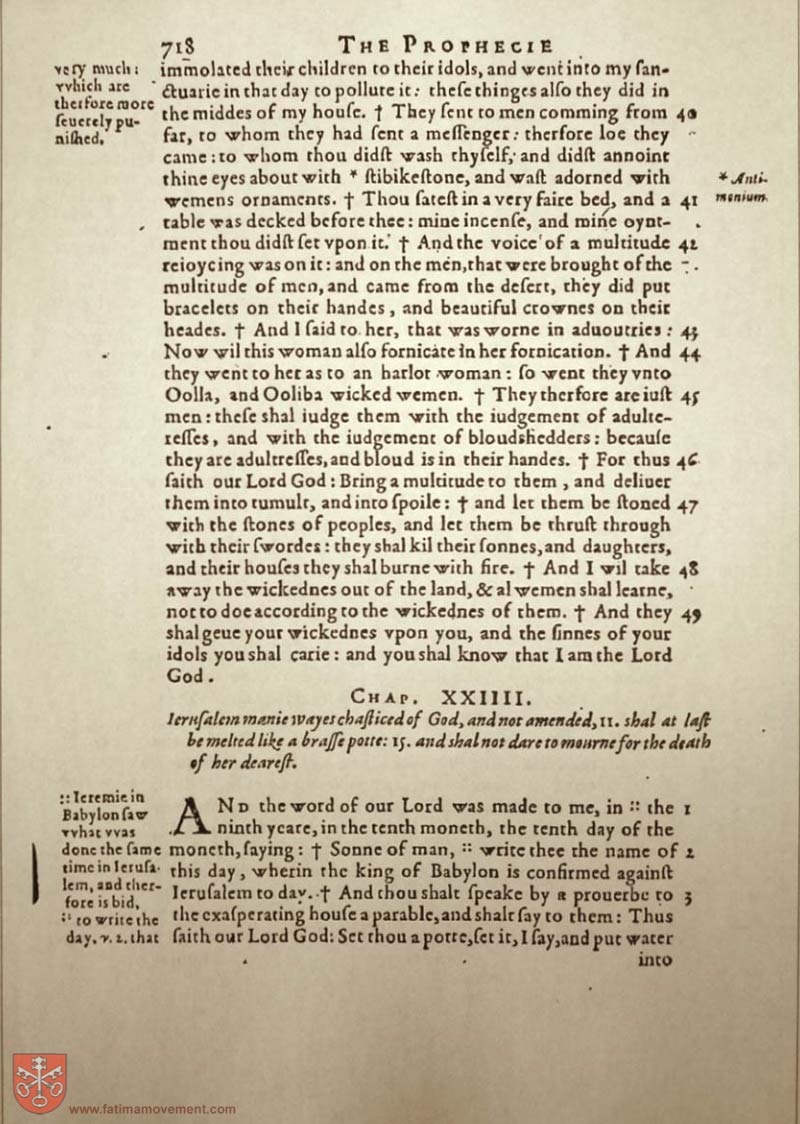 718 THE PROPHECIE
very much:
vvhich are
therfore more
seuerely pu-
nished.
immolated their children to their idols, and went into my ſan-
ctuarie in that day to pollute it: theſe thinges alſo they did in
the middes of my houſe. † They ſent to men comming from 40
far, to whom they had ſent a meſſenger: therfore loe they
came: to whom thou didſt wash thyſelf, and didſt annoint
thine eyes about with * ſtibikeſtone, and waſt adorned with
* Anti-
monium.
wemens ornaments. † Thou ſateſt in a very faire bed, and a 41
table was decked before thee: mine incenſe, and mine oynt-
ment thou didſt ſet vpon it. † And the voice of a multitude 42
reioycing was on it: and on the men, that were brought of the
multitude of men, and came from the deſert, they did put
bracelets on their handes, and beautiful crownes on their
heades. † And I ſaid to her, that was worne in aduoutries: 43
Now wil this woman alſo fornicate in her fornication. † And 44
they went to her as to an harlot woman: ſo went they vnto
Oolla, and Ooliba wicked wemen. † They therfore are iuſt 45
men: theſe shal iudge them with the iudgement of adulte-
reſſes, and with the iudgement of bloudshedders: becauſe
they are adultreſſes, and bloud is in their handes. † For thus 46
ſaith our Lord God: Bring a multitude to them, and deliuer
them into tumult, and into ſpoile: † and let them be ſtoned 47
with the ſtones of peoples, and let them be thruſt through
with their ſwordes: they shal kil their ſonnes, and daughters,
and their houſes they shal burne with fire. † And I wil take 48
away the wickednes out of the land, & al wemen shal learne,
not to doe according to the wickednes of them. † And they 49
shal geue your wickednes vpon you, and the ſinnes of your
idols you shal carie: and you shal know that I am the Lord
God.
CHAP. XXIIII.
Ieruſalem manie wayes chaſticed of God, and not amended, 11. shal at laſt
be melted like a braſſe potte: 15. and shal not dare to mourne for the death
of her deareſt.
:: Ieremie in
Babylon ſaw
vvhat vvas
done the ſame
time in Ieruſa-
lem, and ther-
fore is bid,
:: to write the
day. v. 2. that
AND the word of our Lord was made to me, in :: the 1
ninth yeare, in the tenth moneth, the tenth day of the
moneth, ſaying: † Sonne of man, :: write thee the name of 2
this day, wherin the king of Babylon is confirmed againſt
Ieruſalem to day. † And thou shalt ſpeake by a prouerbe to 3
the exaſperating houſe a parable, and shalt ſay to them: Thus
ſaith our Lord God: Set thou a potte, ſet it, I ſay, and put water
into
www.fatimamovement.com